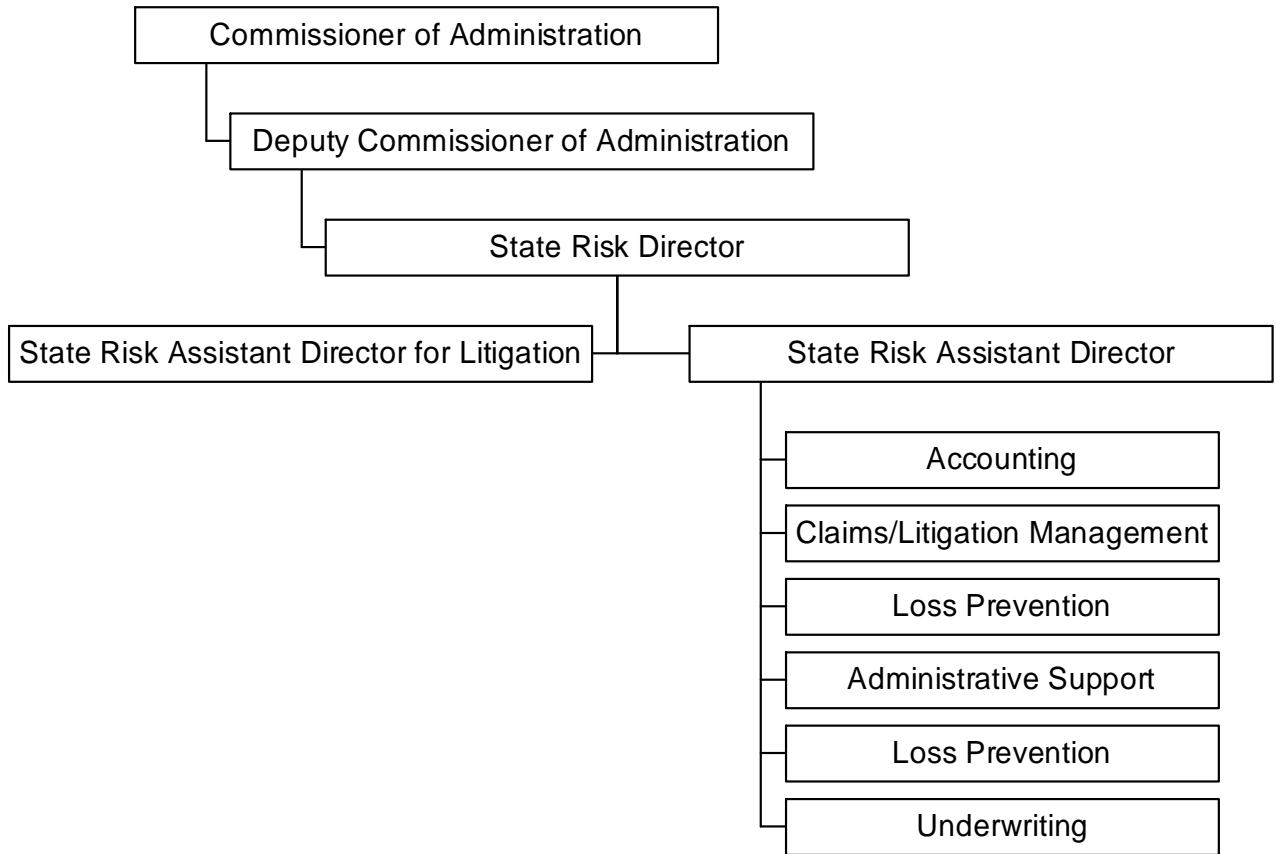 Commissioner of Administration
Deputy Commissioner of Administration
State Risk Director
State Risk Assistant Director for Litigation
State Risk Assistant Director
Accounting
Claims/Litigation Management
Loss Prevention
Administrative Support
Loss Prevention
Underwriting